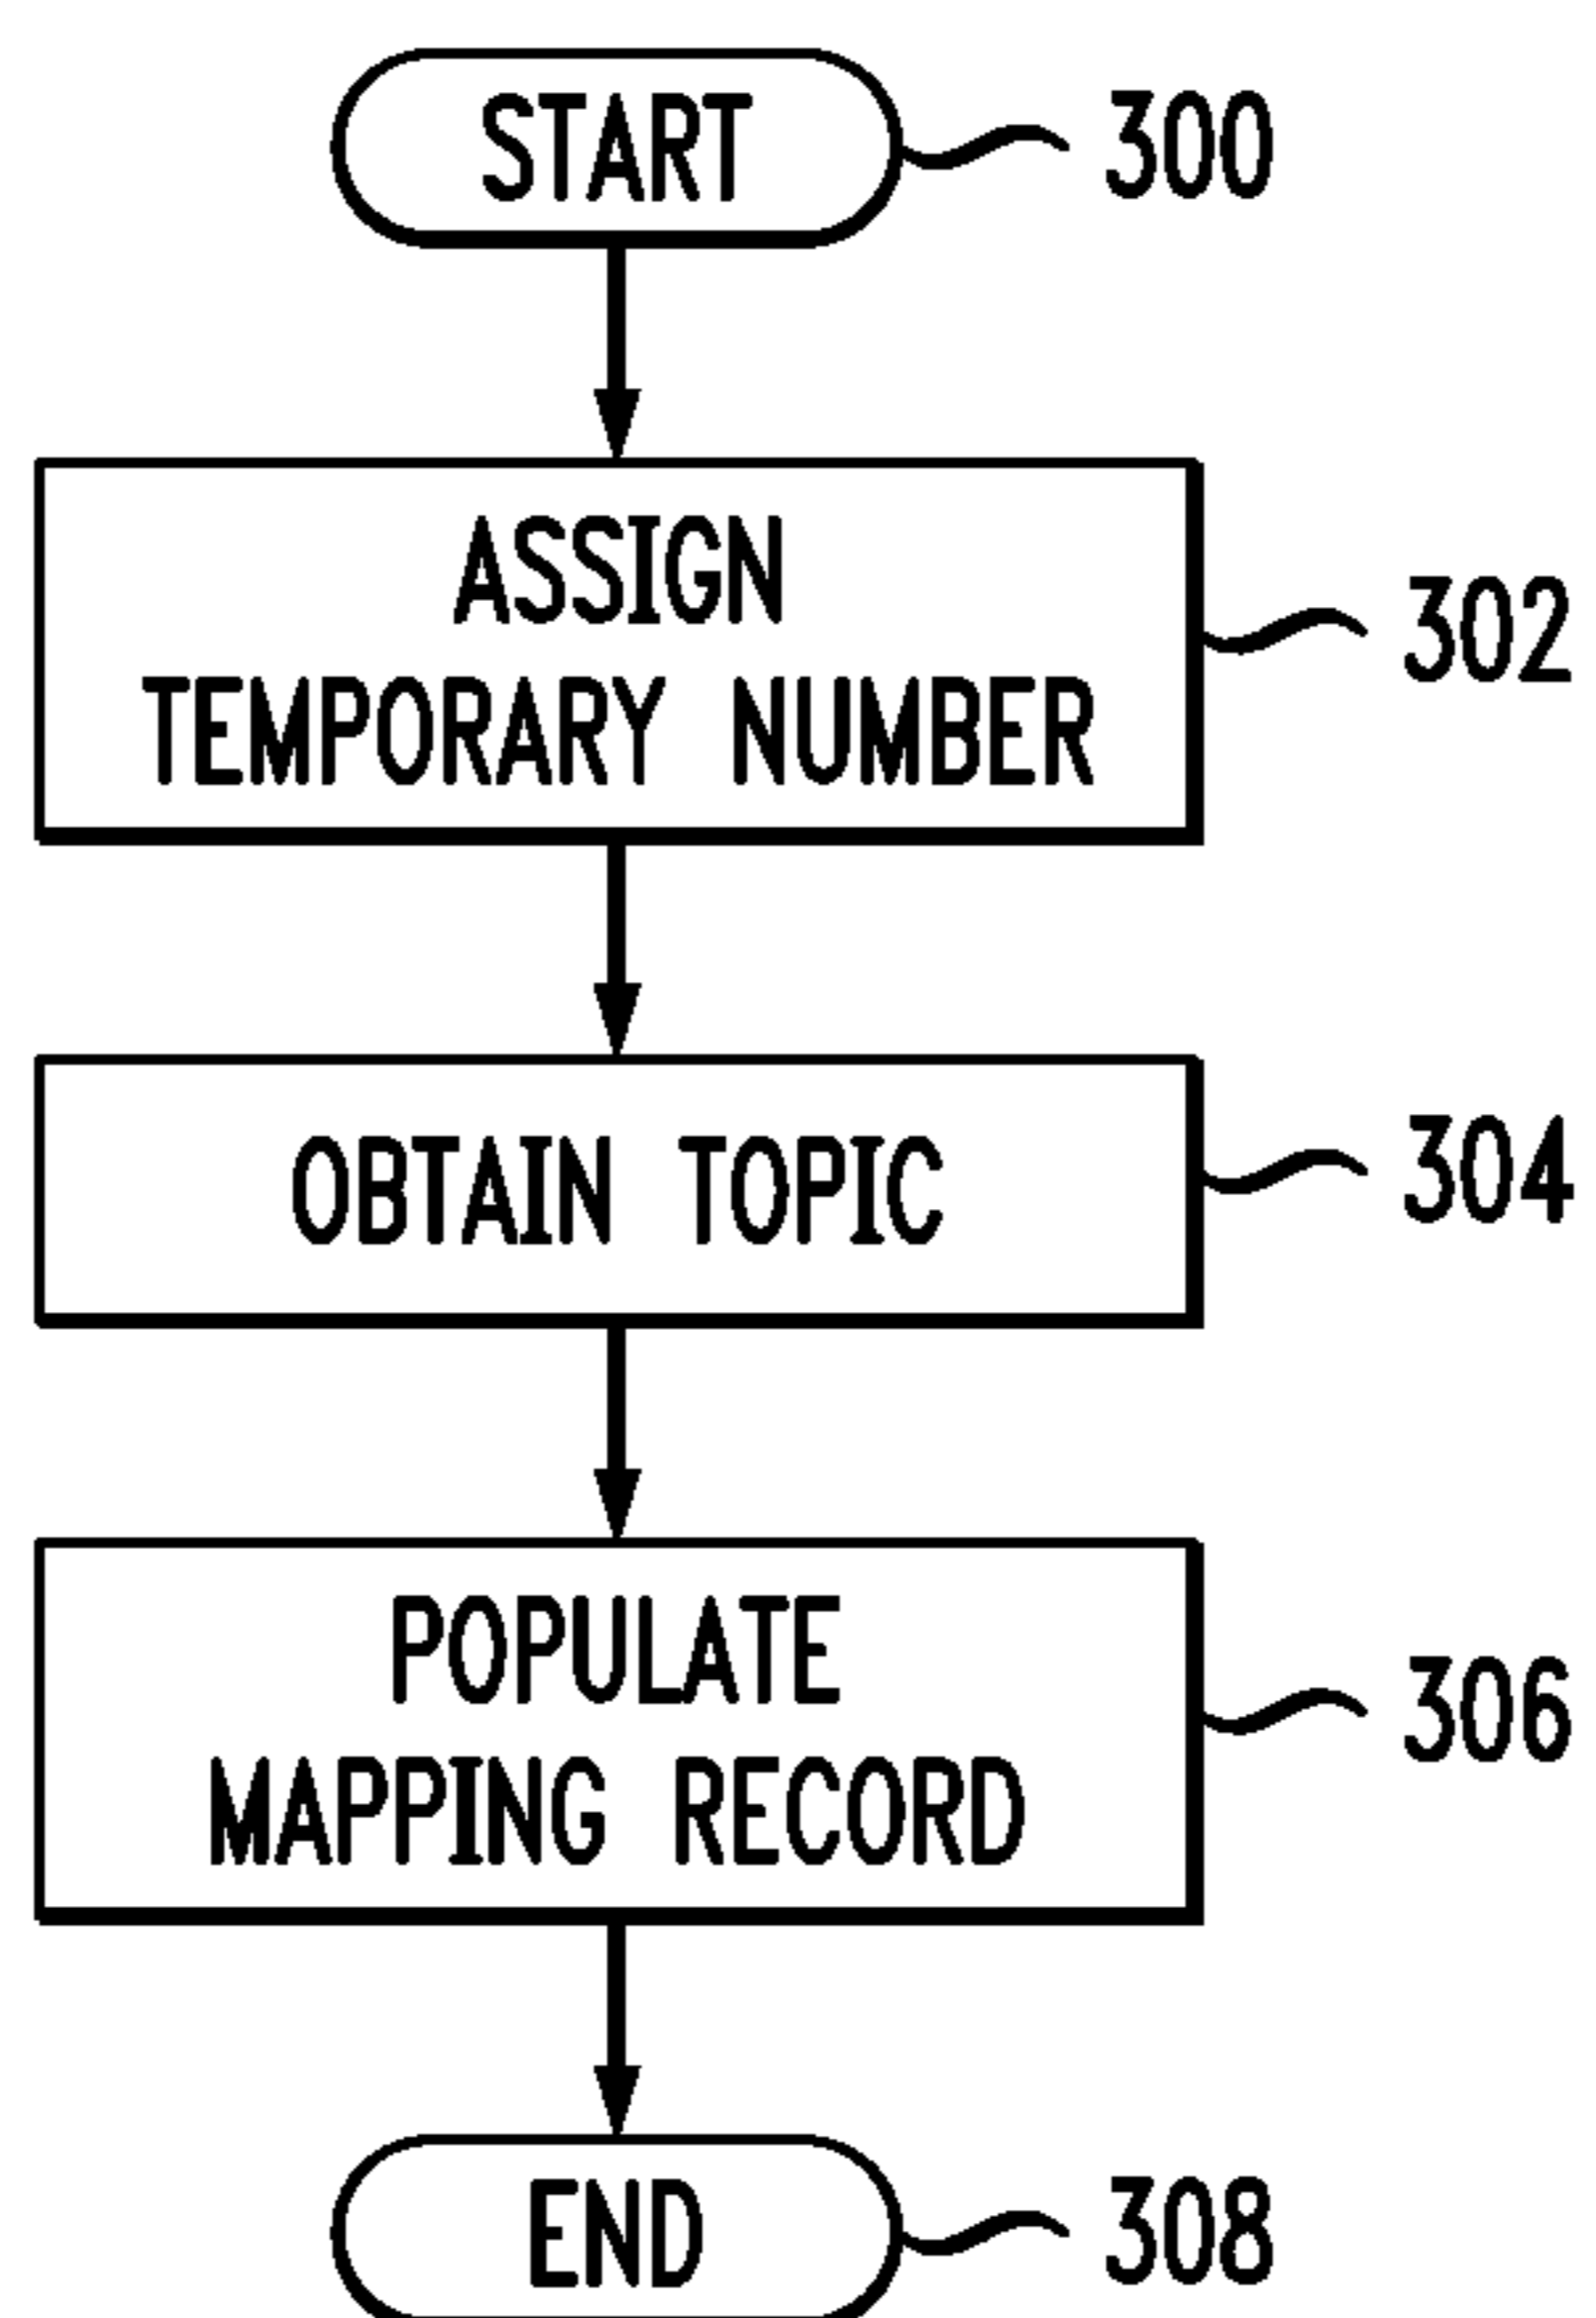 START 300
ASSIGN
TEMPORARY NUMBER
302
OBTAIN TOPIC 304
POPULATE
MAPPING RECORD
306
END 308